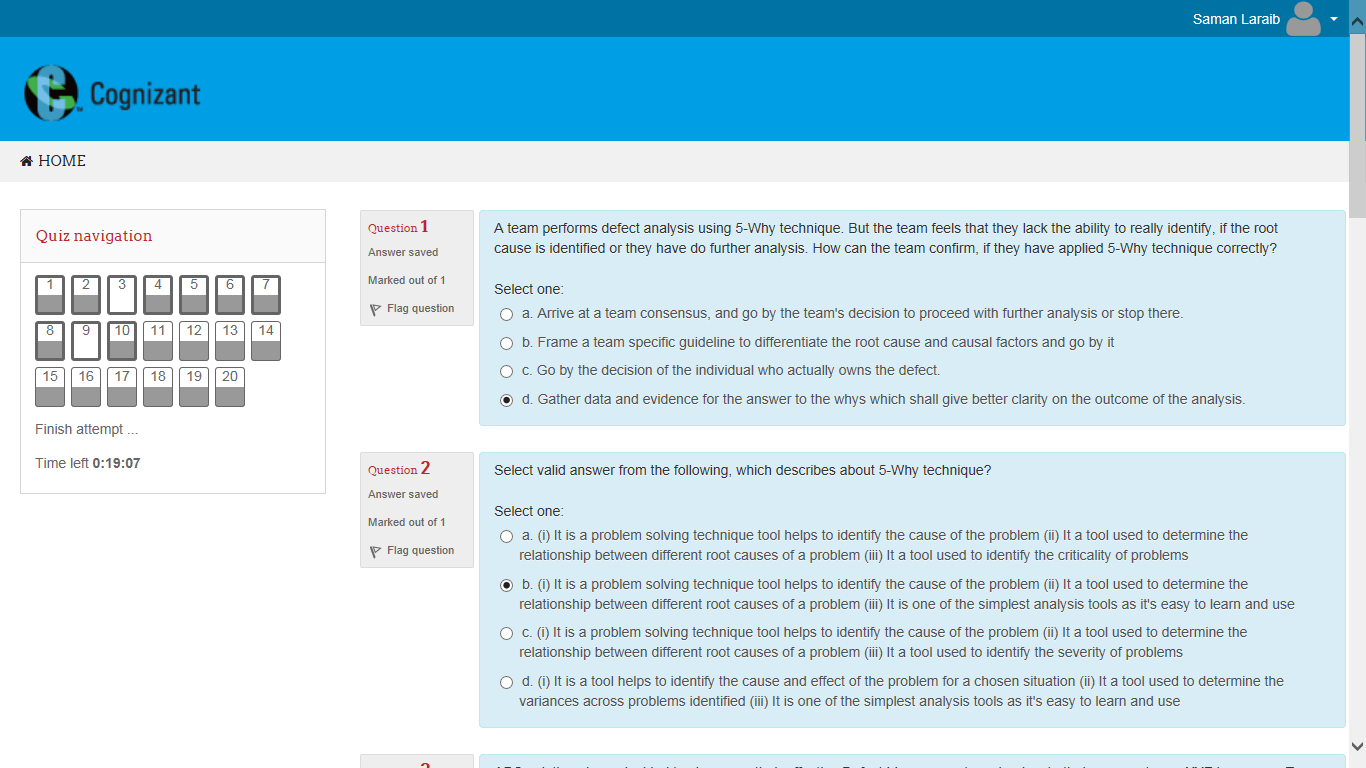 Saman Laraib
Cognizant
HOME
Quiz navigation
1 2 3 4 5 6 7
8 9 10 11 12 13 14
15 16 17 18 19 20
Finish attempt ...
Time left 0:19:07
Question 1
Answer saved
Marked out of 1
Flag question
A team performs defect analysis using 5-Why technique. But the team feels that they lack the ability to really identify, if the root
cause is identified or they have do further analysis. How can the team confirm, if they have applied 5-Why technique correctly?
Select one:
a. Arrive at a team consensus, and go by the team's decision to proceed with further analysis or stop there.
b. Frame a team specific guideline to differentiate the root cause and causal factors and go by it
c. Go by the decision of the individual who actually owns the defect.
d. Gather data and evidence for the answer to the whys which shall give better clarity on the outcome of the analysis.
Question 2
Answer saved
Marked out of 1
Flag question
Select valid answer from the following, which describes about 5-Why technique?
Select one:
a. (i) It is a problem solving technique tool helps to identify the cause of the problem (ii) It a tool used to determine the
relationship between different root causes of a problem (iii) It a tool used to identify the criticality of problems
b. (i) It is a problem solving technique tool helps to identify the cause of the problem (ii) It a tool used to determine the
relationship between different root causes of a problem (iii) It is one of the simplest analysis tools as it's easy to learn and use
c. (i) It is a problem solving technique tool helps to identify the cause of the problem (ii) It a tool used to determine the
relationship between different root causes of a problem (iii) It a tool used to identify the severity of problems
d. (i) It is a tool helps to identify the cause and effect of the problem for a chosen situation (ii) It a tool used to determine the
variances across problems identified (iii) It is one of the simplest analysis tools as it's easy to learn and use